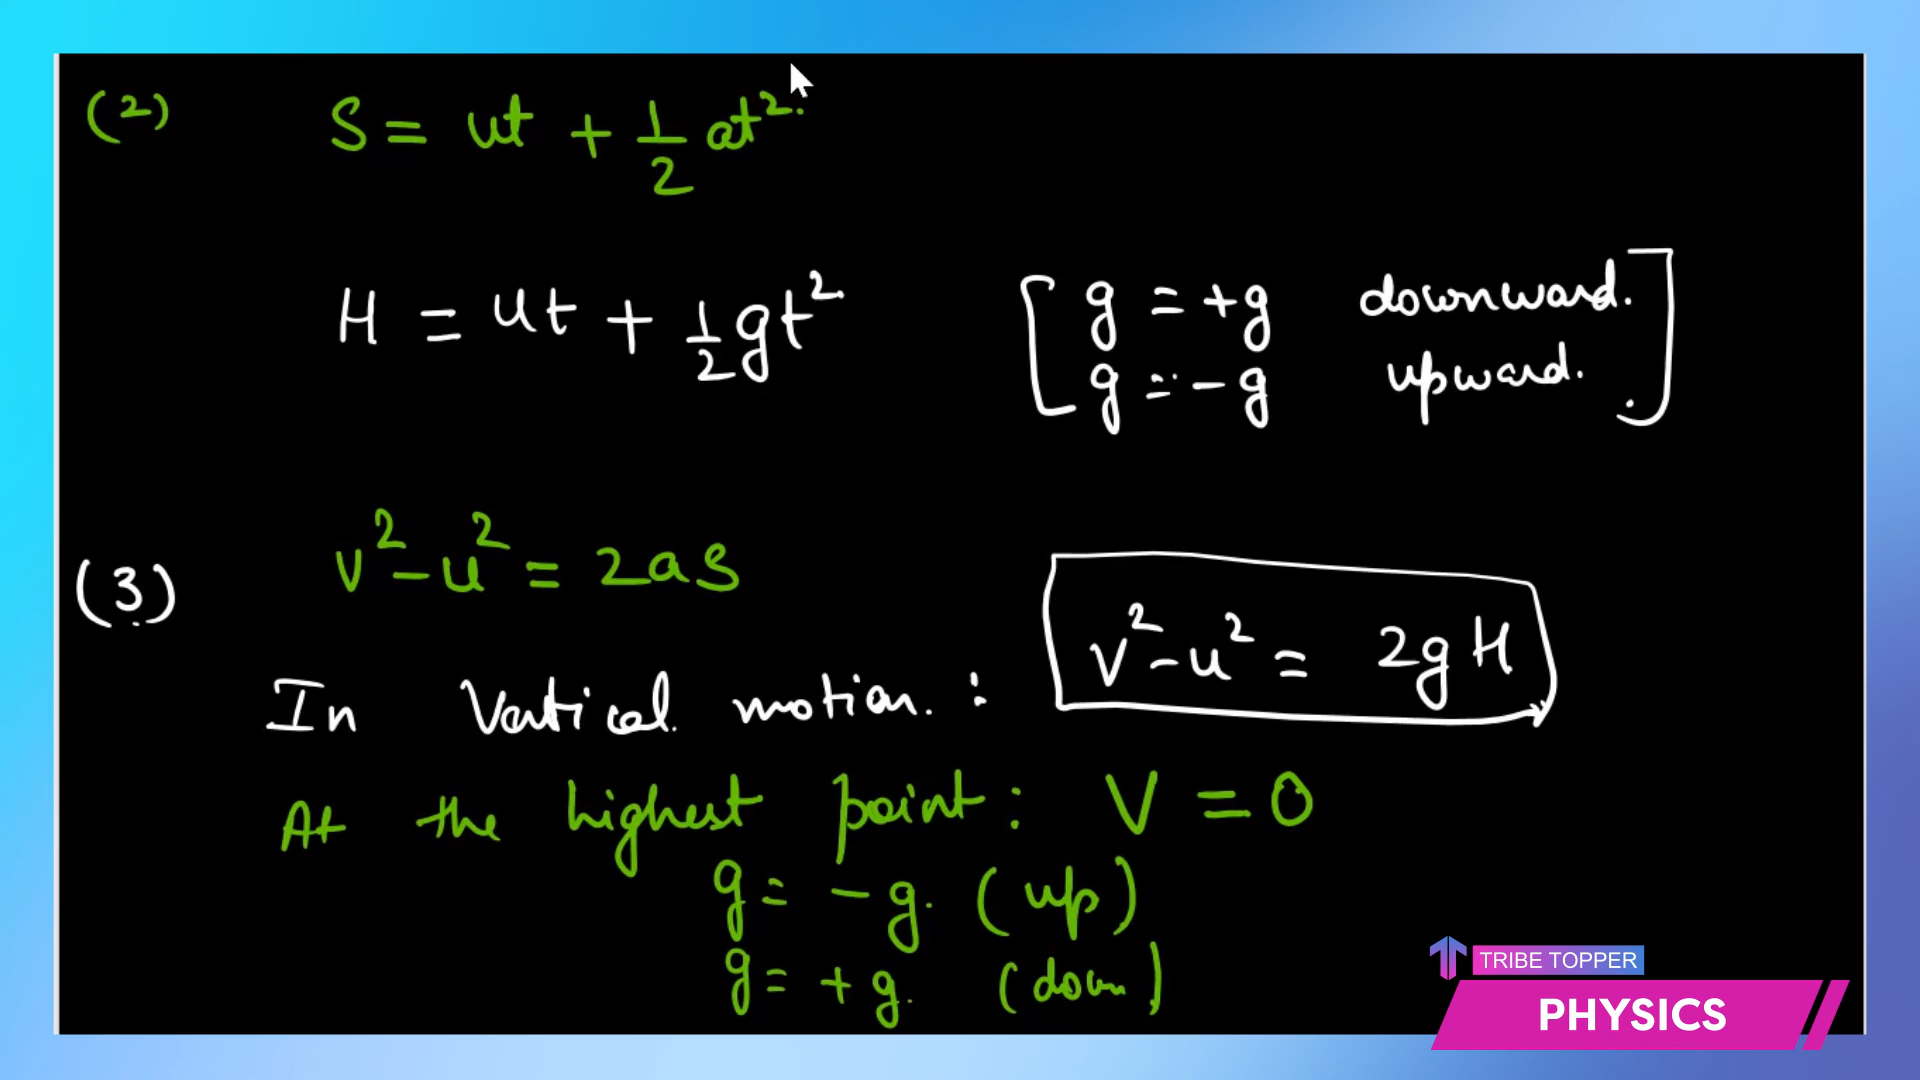 (2) S = ut + 1/2 at².
H = ut + 1/2 gt² [g = +g downward.
g = -g upward.]
(3) v² - u² = 2aS
In Vertical motion. : v² - u² = 2gH
At the highest point : V = 0
g = -g. (up)
g = +g. (down)
TRIBE TOPPER
PHYSICS